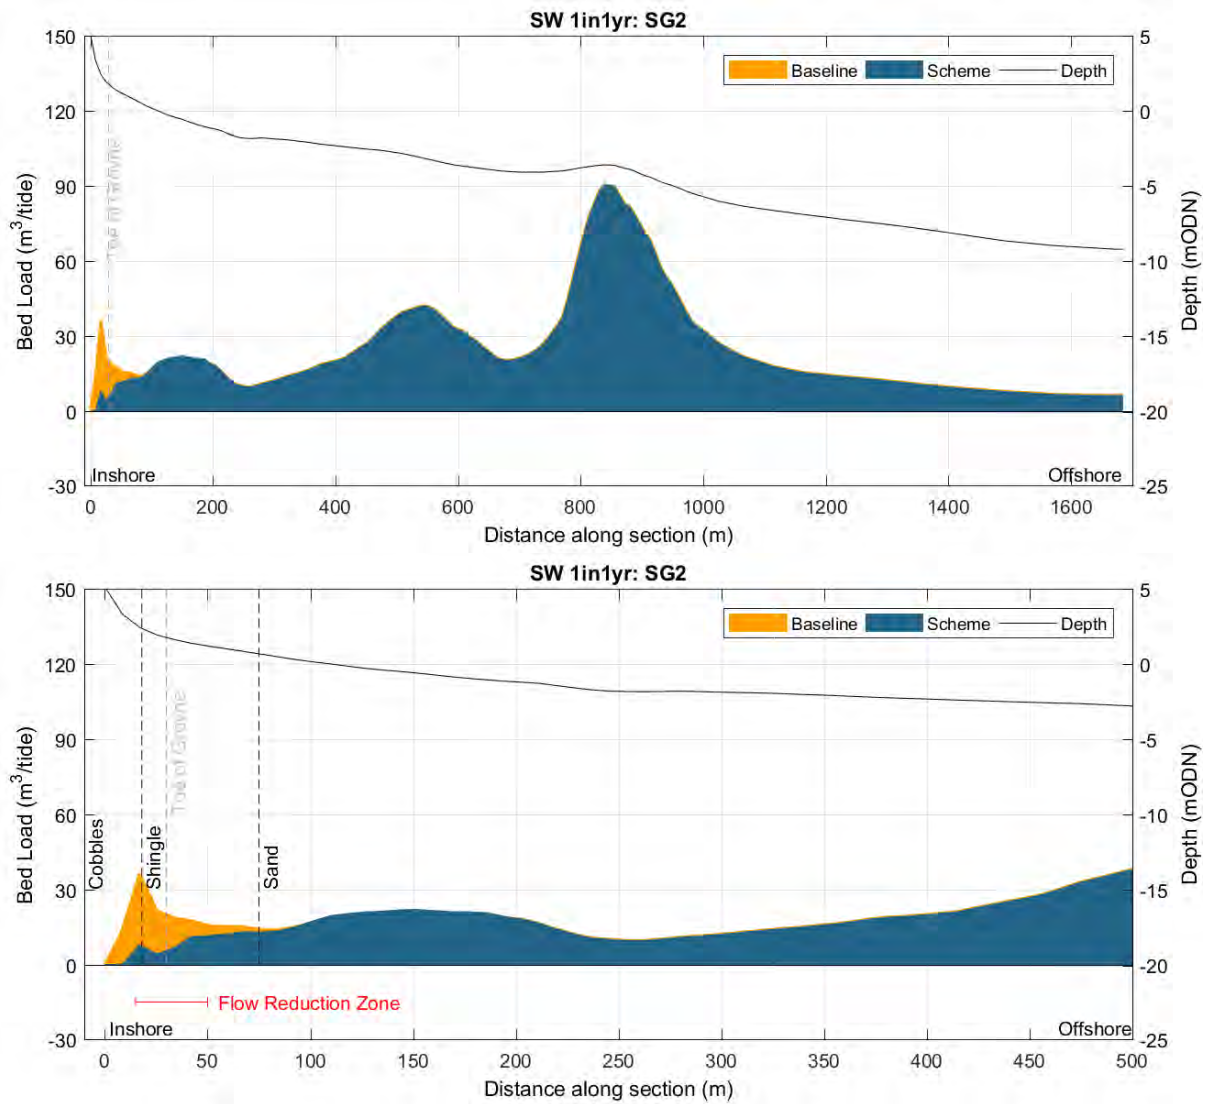 SW 1in1yr: SG2
150
120
90
60
30
0
-30
Bed Load (m³/tide)
5
0
-5
-10
-15
-20
-25
Depth (mODN)
Baseline
Scheme
Depth
Toe of Groyne
Inshore
Offshore
0
200
400
600
800
1000
1200
1400
1600
Distance along section (m)
SW 1in1yr: SG2
150
120
90
60
30
0
-30
Bed Load (m³/tide)
5
0
-5
-10
-15
-20
-25
Depth (mODN)
Baseline
Scheme
Depth
Cobbles
Shingle
Toe of Groyne
Sand
Flow Reduction Zone
Inshore
Offshore
0
50
100
150
200
250
300
350
400
450
500
Distance along section (m)